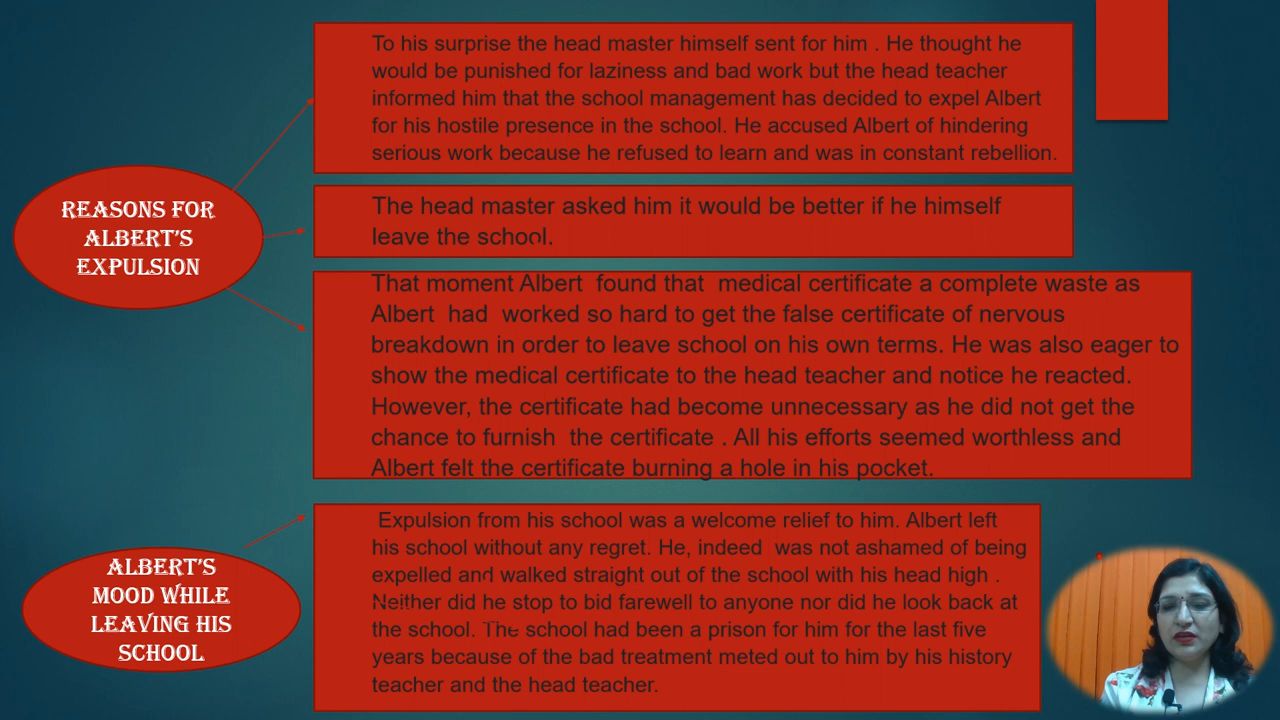 REASONS FOR
ALBERT'S
EXPULSION
To his surprise the head master himself sent for him . He thought he
would be punished for laziness and bad work but the head teacher
informed him that the school management has decided to expel Albert
for his hostile presence in the school. He accused Albert of hindering
serious work because he refused to learn and was in constant rebellion.
The head master asked him it would be better if he himself
leave the school.
That moment Albert found that medical certificate a complete waste as
Albert had worked so hard to get the false certificate of nervous
breakdown in order to leave school on his own terms. He was also eager to
show the medical certificate to the head teacher and notice he reacted.
However, the certificate had become unnecessary as he did not get the
chance to furnish the certificate . All his efforts seemed worthless and
Albert felt the certificate burning a hole in his pocket.
ALBERT'S
MOOD WHILE
LEAVING HIS
SCHOOL
Expulsion from his school was a welcome relief to him. Albert left
his school without any regret. He, indeed was not ashamed of being
expelled and walked straight out of the school with his head high .
Neither did he stop to bid farewell to anyone nor did he look back at
the school. The school had been a prison for him for the last five
years because of the bad treatment meted out to him by his history
teacher and the head teacher.